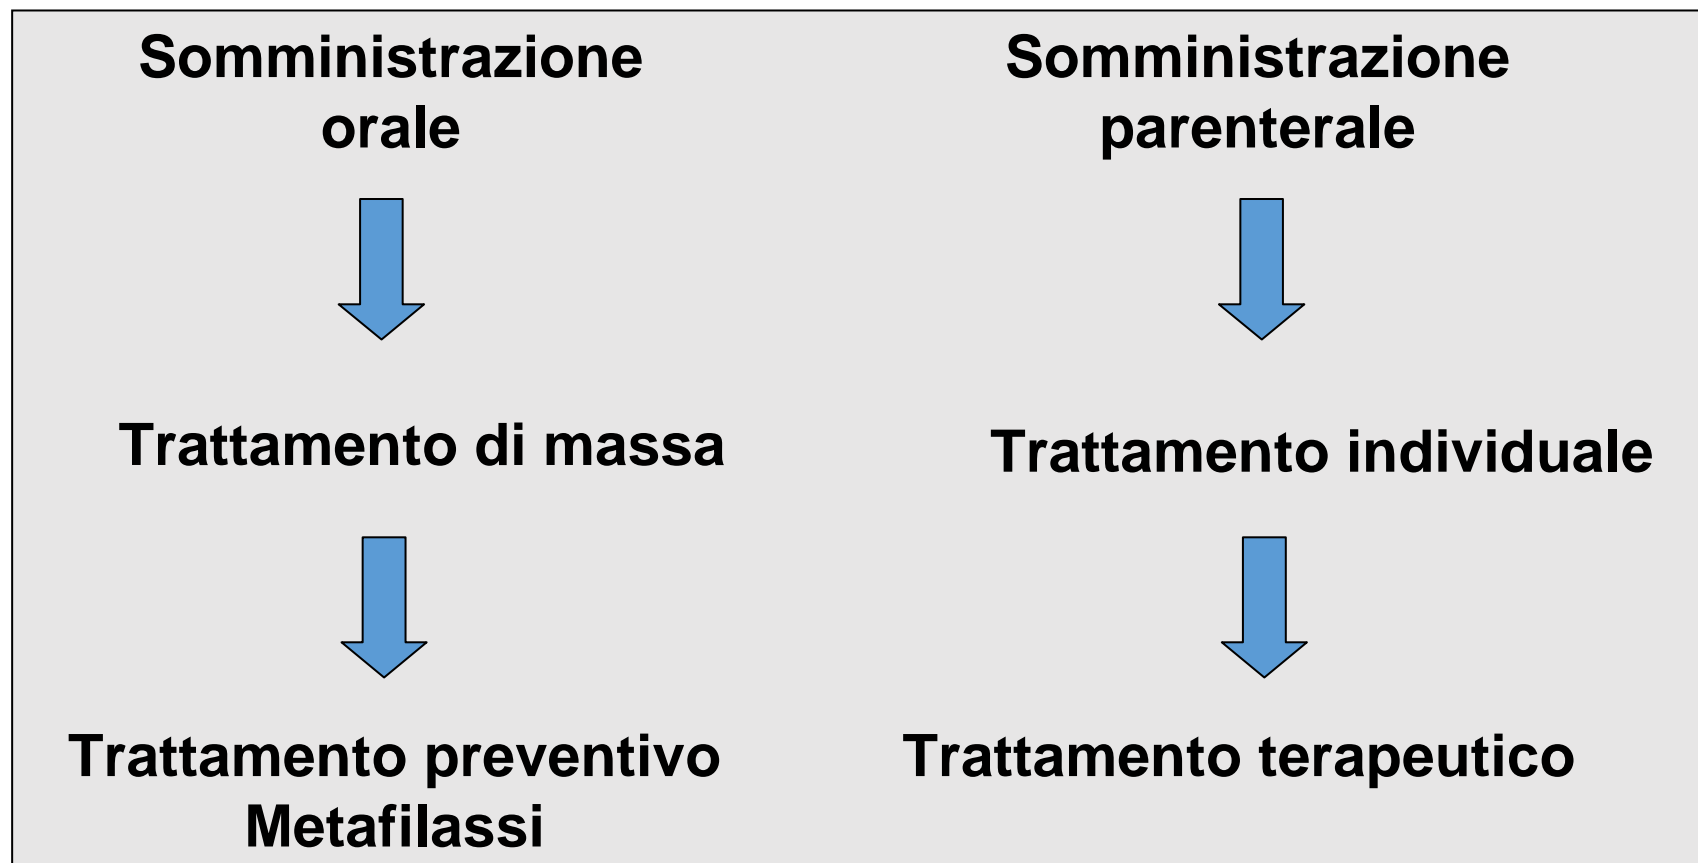 Somministrazione
orale
Trattamento di massa
Trattamento preventivo
Metafilassi
Somministrazione
parenterale
Trattamento individuale
Trattamento terapeutico